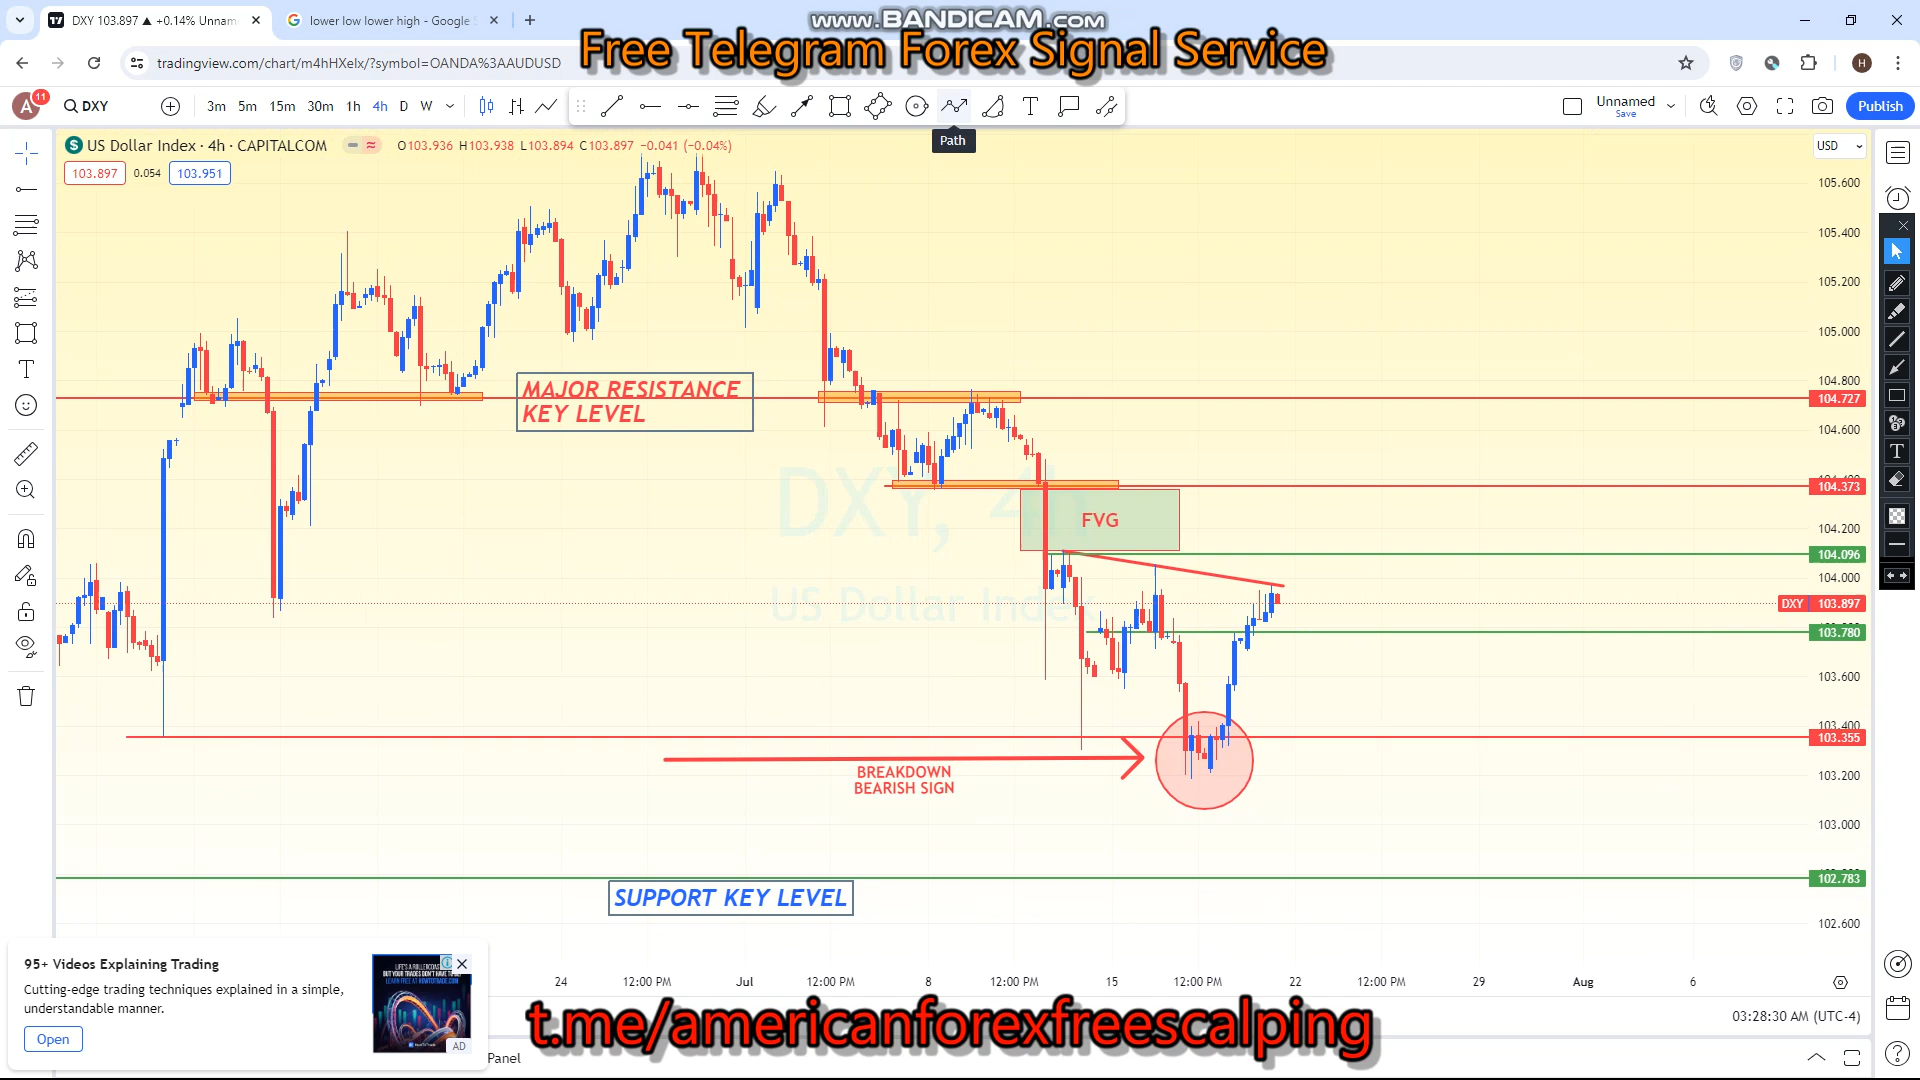 www.BANDICAM.com
DXY 103.897 ▲ +0.14% Unnam
lower low lower high - Google S
Free Telegram Forex Signal Service
tradingview.com/chart/m4hHXelx/?symbol=OANDA%3AAUDUSD
H
A 11
DXY
3m 5m 15m 30m 1h 4h D W
Unnamed
Save
Publish
Path
US Dollar Index · 4h · CAPITALCOM
O103.936 H103.938 L103.894 C103.897 −0.041 (−0.04%)
USD
103.897 0.054 103.951
105.600
105.400
105.200
105.000
104.800
MAJOR RESISTANCE
KEY LEVEL
104.727
104.600
DXY, 4h
US Dollar Index
104.373
FVG
104.200
104.096
104.000
DXY 103.897
103.780
103.600
103.400
103.355
BREAKDOWN
BEARISH SIGN
103.200
103.000
102.783
SUPPORT KEY LEVEL
102.600
95+ Videos Explaining Trading
Cutting-edge trading techniques explained in a simple,
understandable manner.
Open
AD
24 12:00 PM Jul 12:00 PM 8 12:00 PM 15 12:00 PM 22 12:00 PM 29 Aug 6
t.me/americanforexfreescalping
03:28:30 AM (UTC-4)
Panel